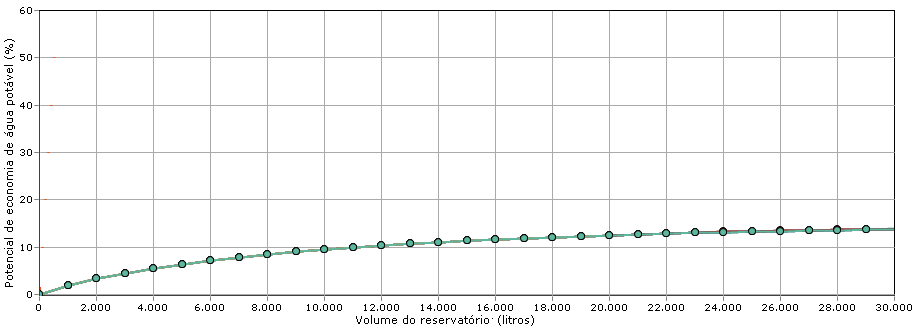 60
50
40
30
20
10
0
Potencial de economia de água potável (%)
0 2.000 4.000 6.000 8.000 10.000 12.000 14.000 16.000 18.000 20.000 22.000 24.000 26.000 28.000 30.000
Volume do reservatório (litros)